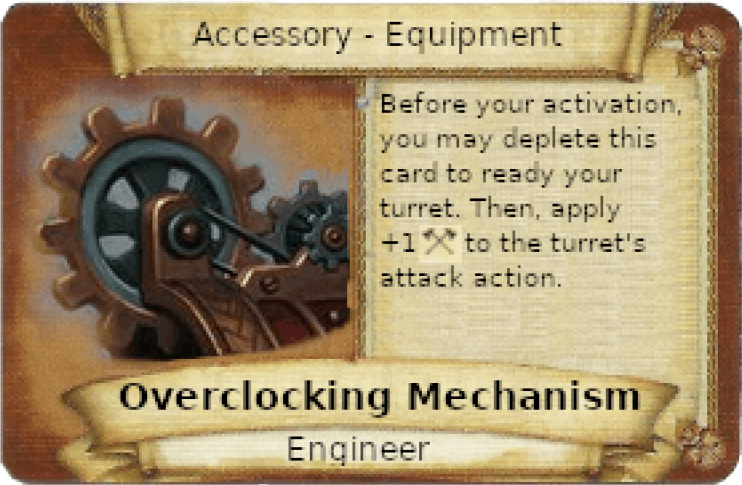 Accessory - Equipment
Before your activation,
you may deplete this
card to ready your
turret. Then, apply
+1 to the turret's
attack action.
Overclocking Mechanism
Engineer